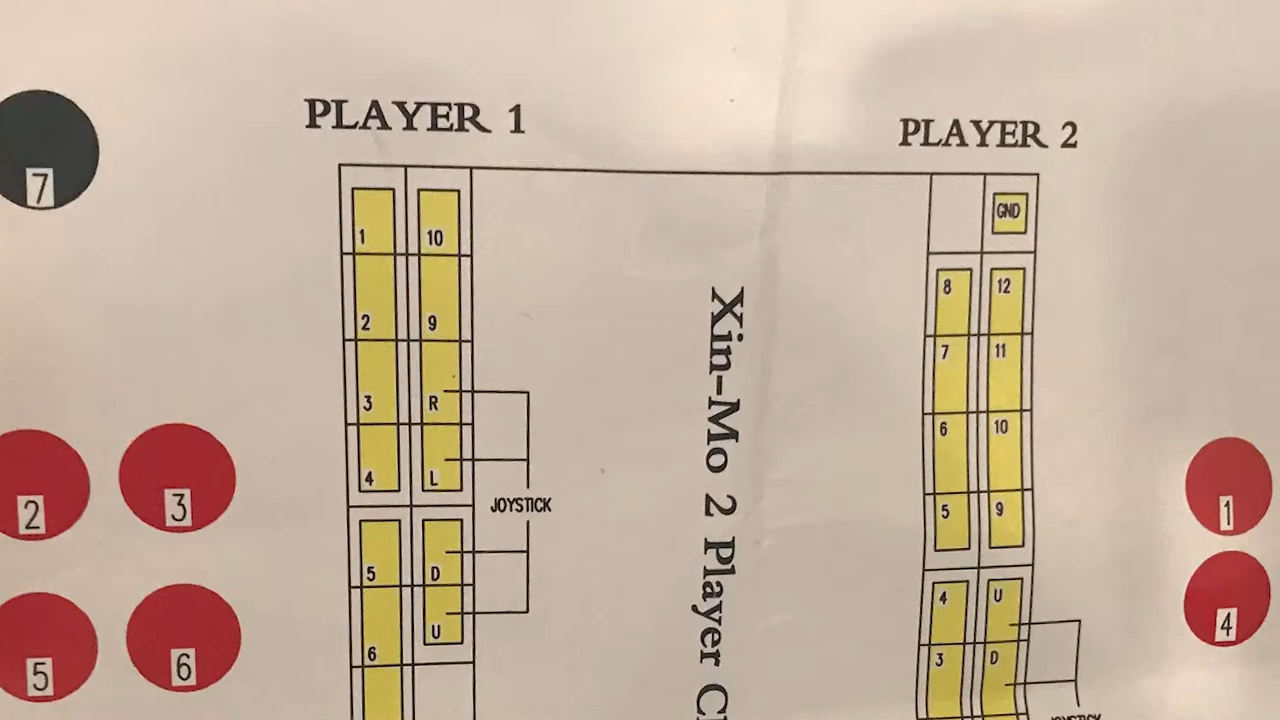 PLAYER 1
PLAYER 2
7
1 10
2 9
3 R
4 L
JOYSTICK
5 D
6 U
GND
8 12
7 11
6 10
5 9
4 U
3 D
Xin-Mo 2 Player
2 3
5 6
1
4